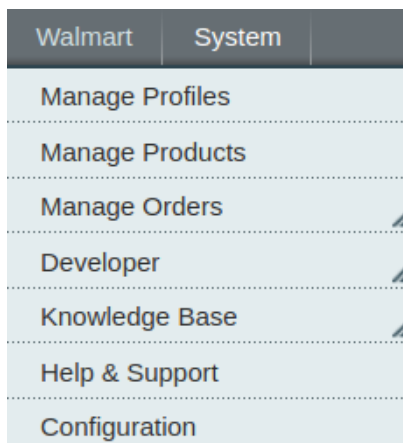 Walmart System
Manage Profiles
Manage Products
Manage Orders
Developer
Knowledge Base
Help & Support
Configuration